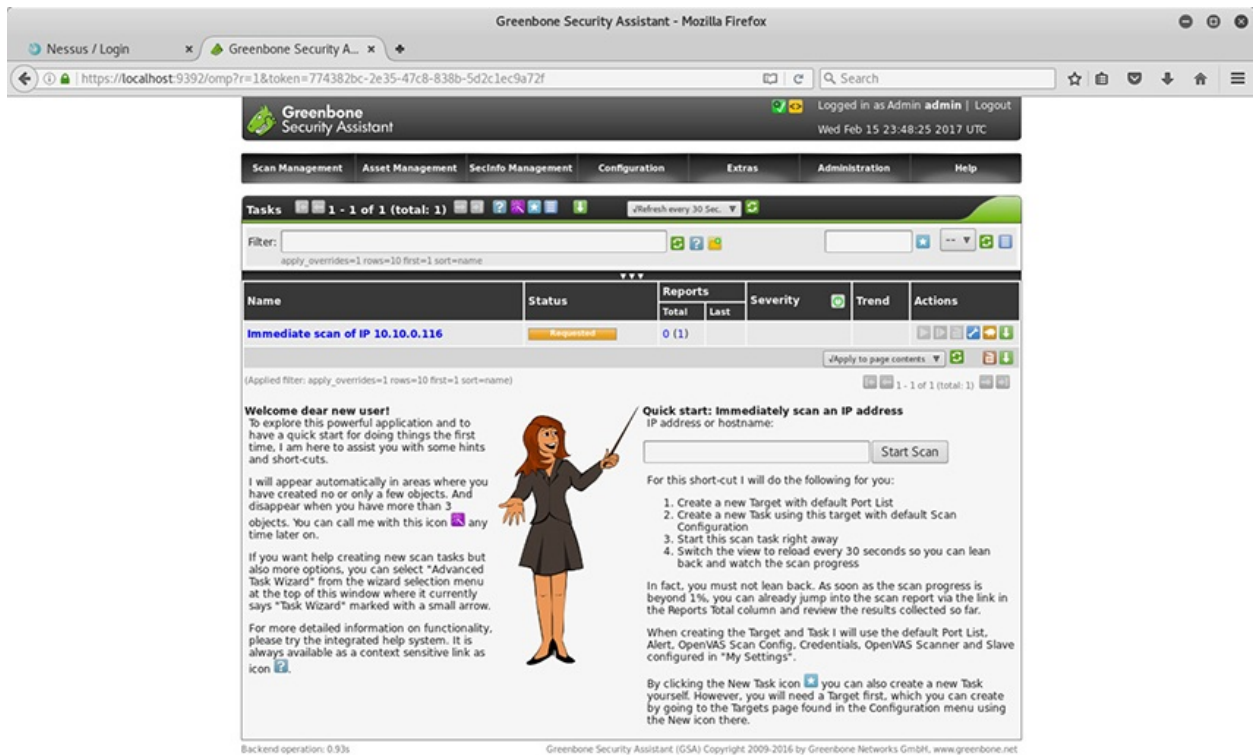 Greenbone Security Assistant - Mozilla Firefox
Nessus / Login
Greenbone Security A...
https://localhost:9392/omp?r=1&token=774382bc-2e35-47c8-838b-5d2c1ec9a72f
Search
Greenbone
Security Assistant
Logged in as Admin admin | Logout
Wed Feb 15 23:48:25 2017 UTC
Scan Management
Asset Management
SecInfo Management
Configuration
Extras
Administration
Help
Tasks
1 - 1 of 1 (total: 1)
√Refresh every 30 Sec.
Filter:
--
apply_overrides=1 rows=10 first=1 sort=name
Name
Status
Reports
Total
Last
Severity
Trend
Actions
Immediate scan of IP 10.10.0.116
Requested
0 (1)
√Apply to page contents
(Applied filter: apply_overrides=1 rows=10 first=1 sort=name)
1 - 1 of 1 (total: 1)
Welcome dear new user!
To explore this powerful application and to
have a quick start for doing things the first
time, I am here to assist you with some hints
and short-cuts.
I will appear automatically in areas where you
have created no or only a few objects. And
disappear when you have more than 3
objects. You can call me with this icon any
time later on.
If you want help creating new scan tasks but
also more options, you can select "Advanced
Task Wizard" from the wizard selection menu
at the top of this window where it currently
says "Task Wizard" marked with a small arrow.
For more detailed information on functionality,
please try the integrated help system. It is
always available as a context sensitive link as
icon ?.
Quick start: Immediately scan an IP address
IP address or hostname:
Start Scan
For this short-cut I will do the following for you:
1. Create a new Target with default Port List
2. Create a new Task using this target with default Scan
Configuration
3. Start this scan task right away
4. Switch the view to reload every 30 seconds so you can lean
back and watch the scan progress
In fact, you must not lean back. As soon as the scan progress is
beyond 1%, you can already jump into the scan report via the link in
the Reports Total column and review the results collected so far.
When creating the Target and Task I will use the default Port List,
Alert, OpenVAS Scan Config, Credentials, OpenVAS Scanner and Slave
configured in "My Settings".
By clicking the New Task icon you can also create a new Task
yourself. However, you will need a Target first, which you can create
by going to the Targets page found in the Configuration menu using
the New icon there.
Backend operation: 0.93s
Greenbone Security Assistant (GSA) Copyright 2009-2016 by Greenbone Networks GmbH, www.greenbone.net